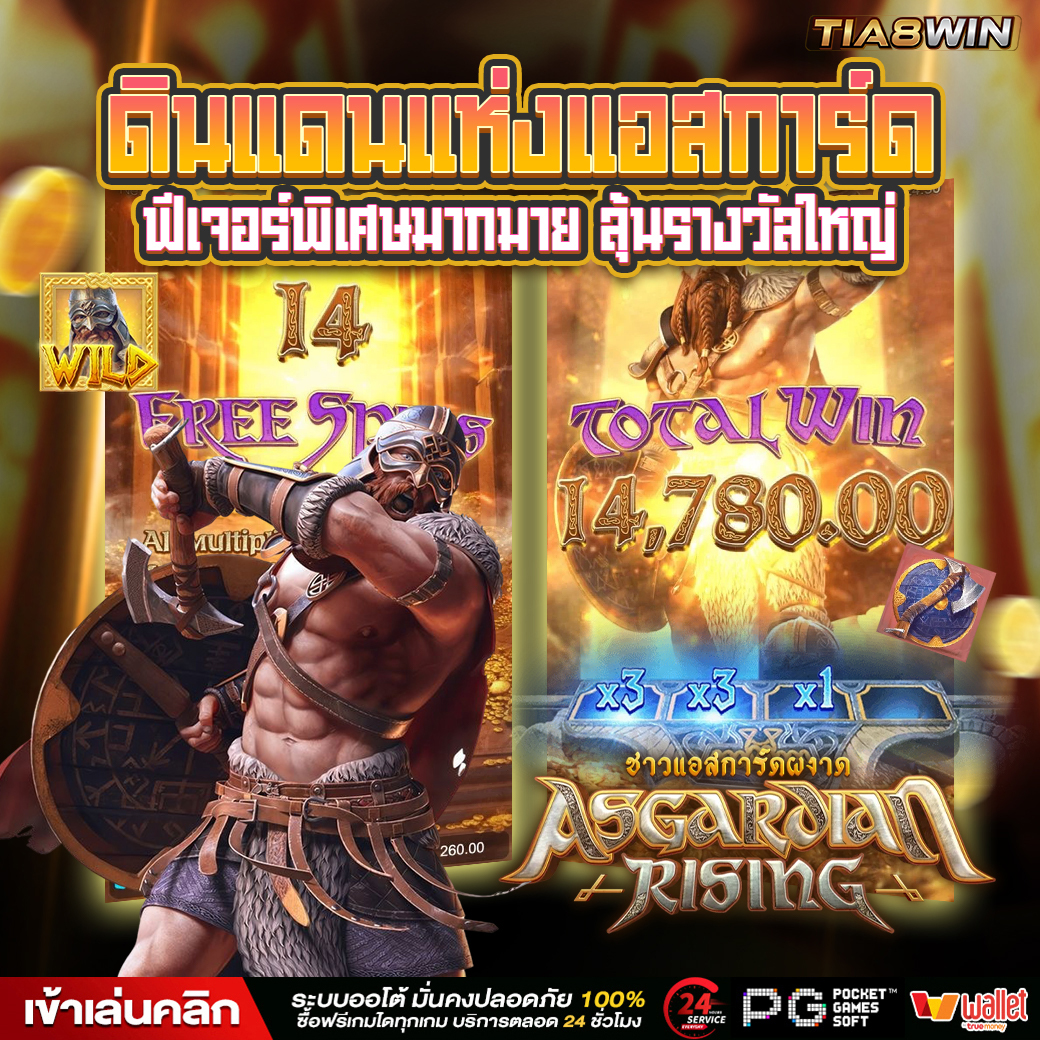 TIA8WIN
ดินแดนแห่งแอสการ์ด
ฟีเจอร์พิเศษมากมาย ลุ้นรางวัลใหญ่
WILD
14
FREE SPINS
TOTAL WIN
14,780.00
x3 x3 x1
ชาวแอสการ์ดผงาด
ASGARDIAN
RISING
260.00
เข้าเล่นคลิก
ระบบออโต้ มั่นคงปลอดภัย 100%
ซื้อฟรีเกมได้ทุกเกม บริการตลอด 24 ชั่วโมง
24 HOURS
SERVICE
EVERYDAY
PG
POCKET™
GAMES
SOFT
wallet
by truemoney